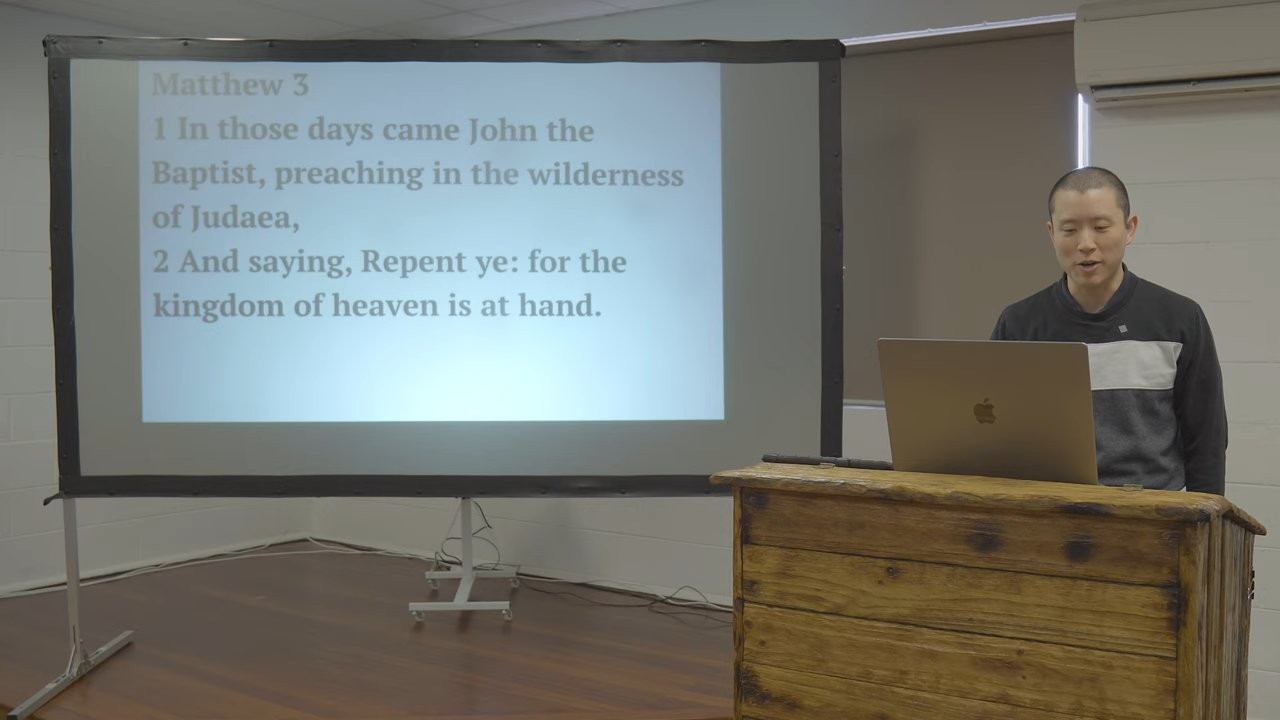 Matthew 3
1 In those days came John the
Baptist, preaching in the wilderness
of Judaea,
2 And saying, Repent ye: for the
kingdom of heaven is at hand.